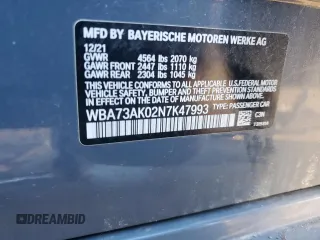 MFD BY BAYERISCHE MOTOREN WERKE AG
12/21
GVWR 4564 lbs 2070 kg
GAWR FRONT 2447 lbs 1110 kg
GAWR REAR 2304 lbs 1045 kg
THIS VEHICLE CONFORMS TO ALL APPLICABLE U.S. FEDERAL MOTOR
VEHICLE SAFETY, BUMPER, AND THEFT PREVENTION STANDARDS
IN EFFECT ON THE DATE OF MANUFACTURE SHOWN ABOVE.
WBA73AK02N7K47993
TYPE: PASSENGER CAR
C3N
DREAMBID